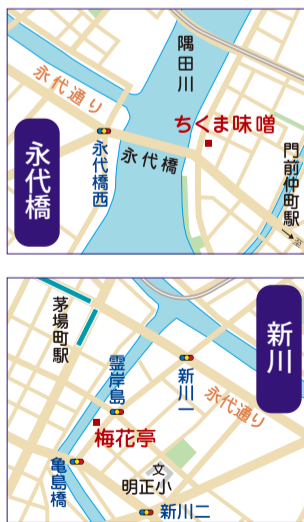 隅田川
永代通り
ちくま味噌
永代橋
永代橋西
永代橋
門前仲町駅
至
新川
茅場町駅
霊岸島
新川一
永代通り
梅花亭
亀島橋
文
明正小
新川二